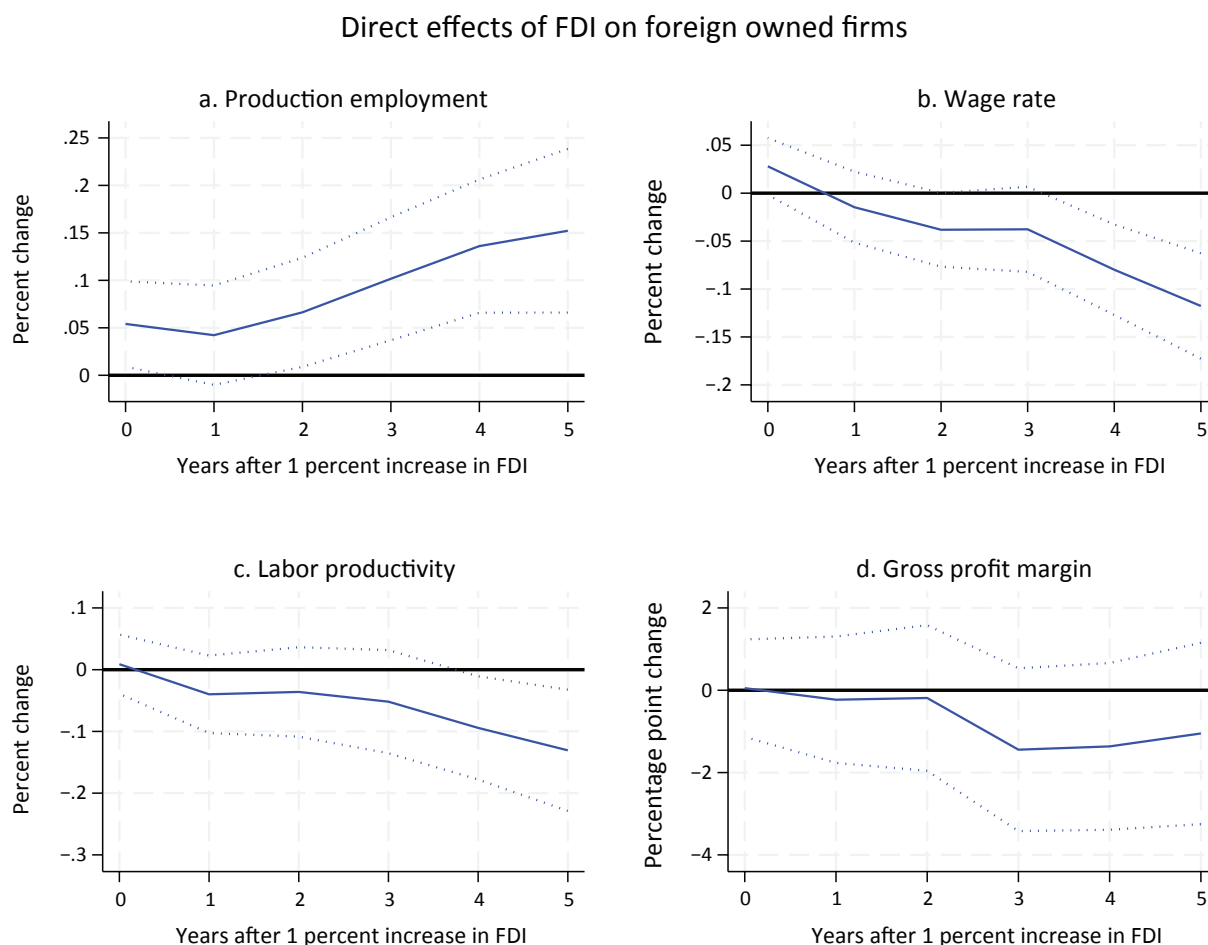 Direct effects of FDI on foreign owned firms
a. Production employment
Percent change
.25
.2
.15
.1
.05
0
0 1 2 3 4 5
Years after 1 percent increase in FDI
b. Wage rate
Percent change
.05
0
−.05
−.1
−.15
−.2
0 1 2 3 4 5
Years after 1 percent increase in FDI
c. Labor productivity
Percent change
.1
0
−.1
−.2
−.3
0 1 2 3 4 5
Years after 1 percent increase in FDI
d. Gross profit margin
Percentage point change
2
0
−2
−4
0 1 2 3 4 5
Years after 1 percent increase in FDI